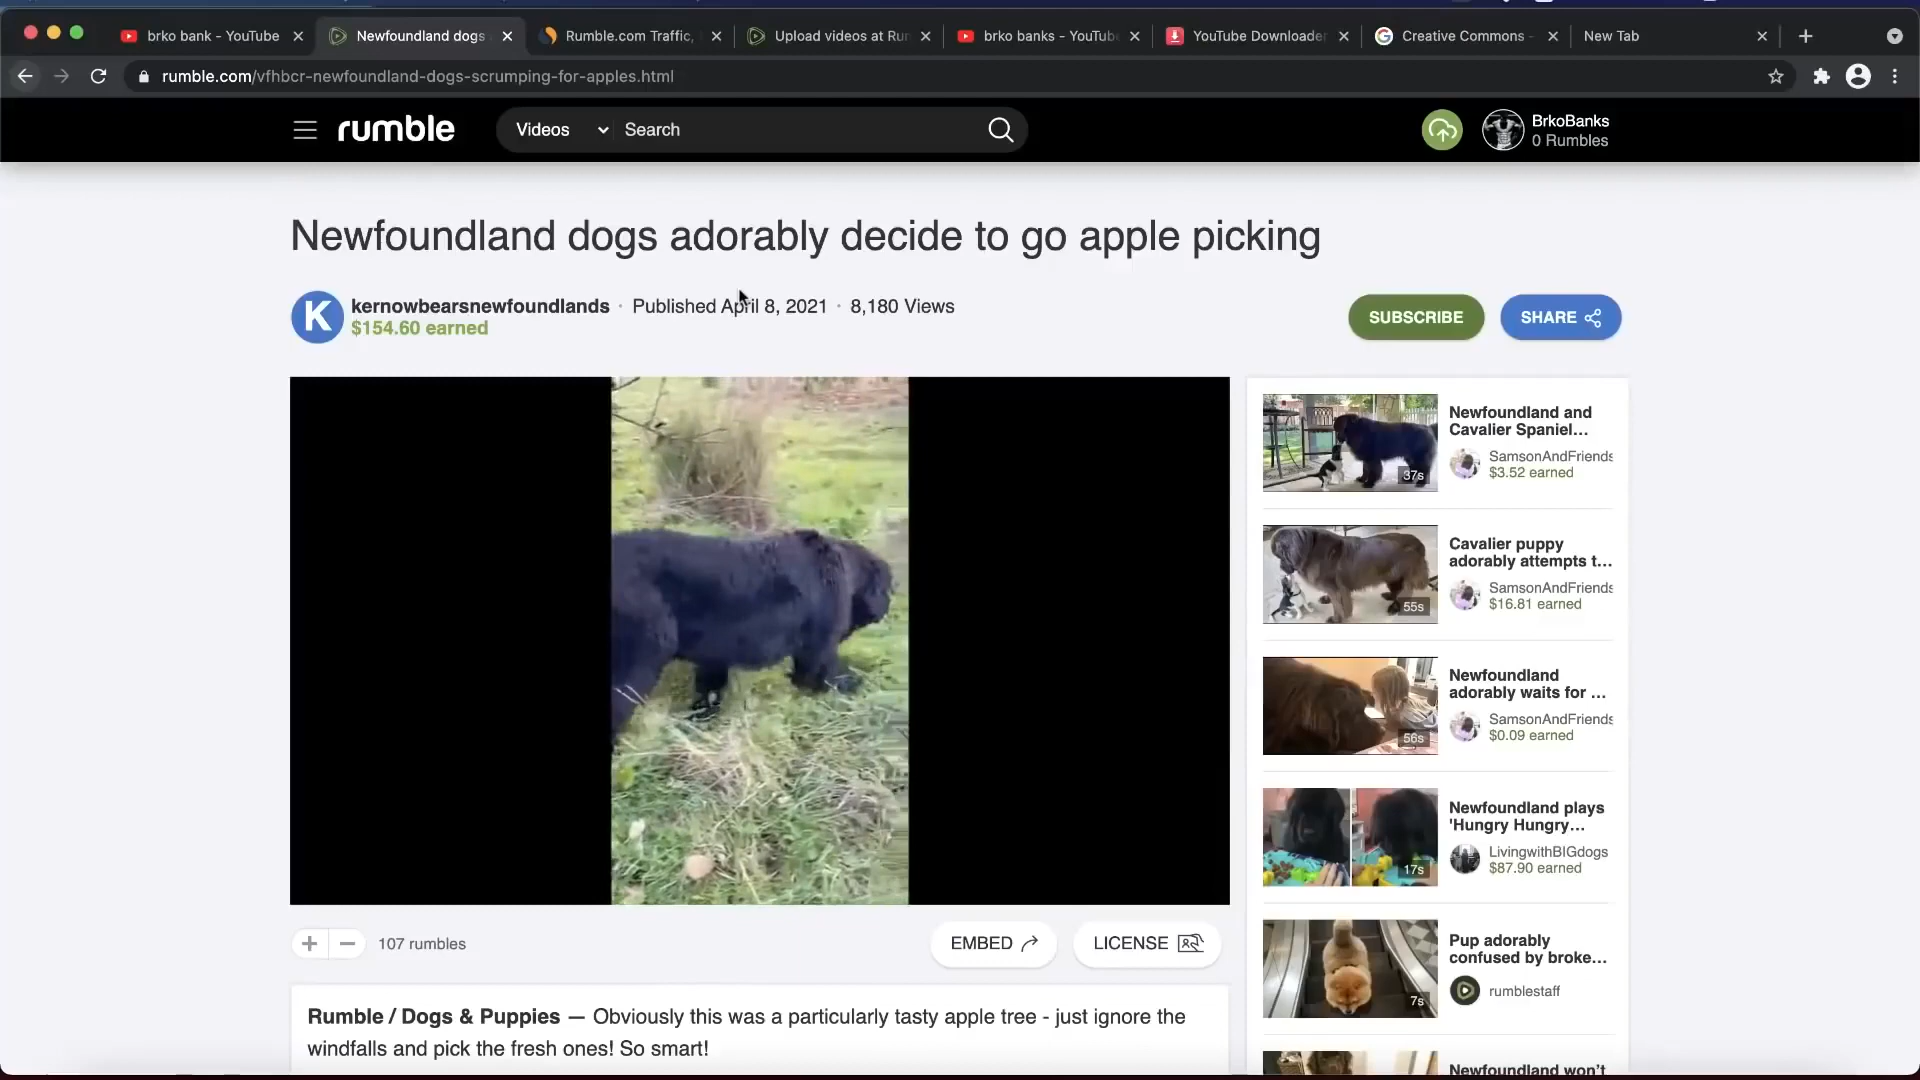 brko bank - YouTube
Newfoundland dogs
Rumble.com Traffic,
Upload videos at Rum
brko banks - YouTube
YouTube Downloader
Creative Commons -
New Tab
rumble.com/vfhbcr-newfoundland-dogs-scrumping-for-apples.html
rumble
Videos
Search
BrkoBanks
0 Rumbles
Newfoundland dogs adorably decide to go apple picking
K
kernowbearsnewfoundlands · Published April 8, 2021 · 8,180 Views
$154.60 earned
SUBSCRIBE
SHARE
Newfoundland and
Cavalier Spaniel...
SamsonAndFriends
$3.52 earned
37s
Cavalier puppy
adorably attempts t...
SamsonAndFriends
$16.81 earned
55s
Newfoundland
adorably waits for ...
SamsonAndFriends
$0.09 earned
56s
Newfoundland plays
'Hungry Hungry...
LivingwithBIGdogs
$87.90 earned
17s
Pup adorably
confused by broke...
rumblestaff
7s
Newfoundland won't
107 rumbles
EMBED
LICENSE
Rumble / Dogs & Puppies — Obviously this was a particularly tasty apple tree - just ignore the
windfalls and pick the fresh ones! So smart!